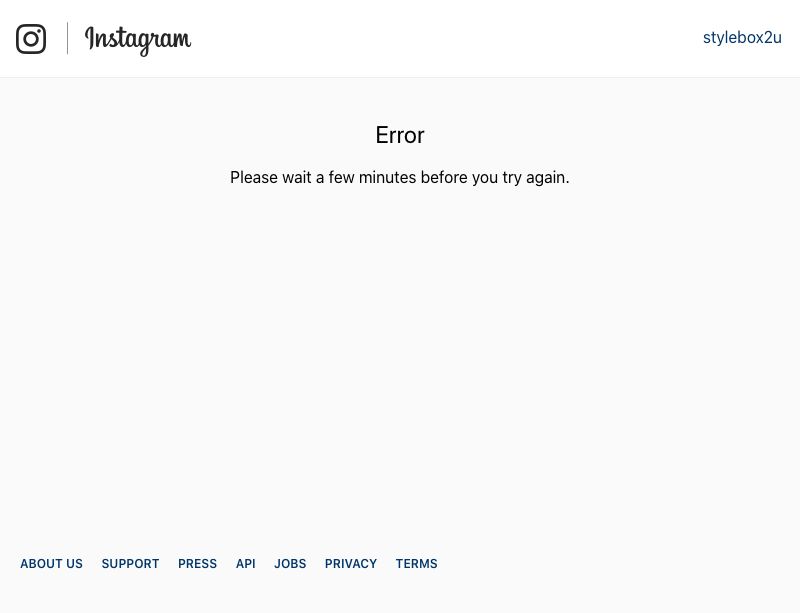 Instagram
stylebox2u
Error
Please wait a few minutes before you try again.
ABOUT US SUPPORT PRESS API JOBS PRIVACY TERMS